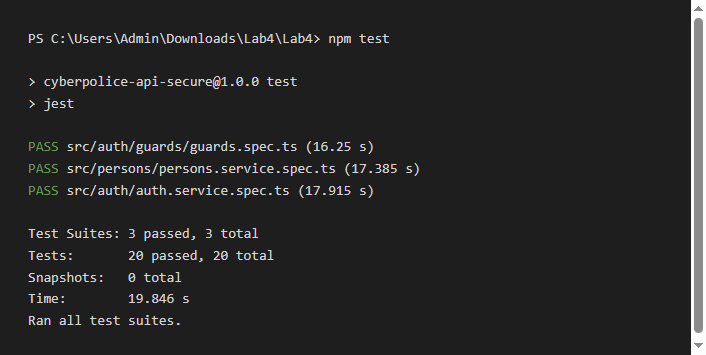 PS C:\Users\Admin\Downloads\Lab4\Lab4> npm test
> cyberpolice-api-secure@1.0.0 test
> jest
PASS src/auth/guards/guards.spec.ts (16.25 s)
PASS src/persons/persons.service.spec.ts (17.385 s)
PASS src/auth/auth.service.spec.ts (17.915 s)
Test Suites: 3 passed, 3 total
Tests:       20 passed, 20 total
Snapshots:   0 total
Time:        19.846 s
Ran all test suites.